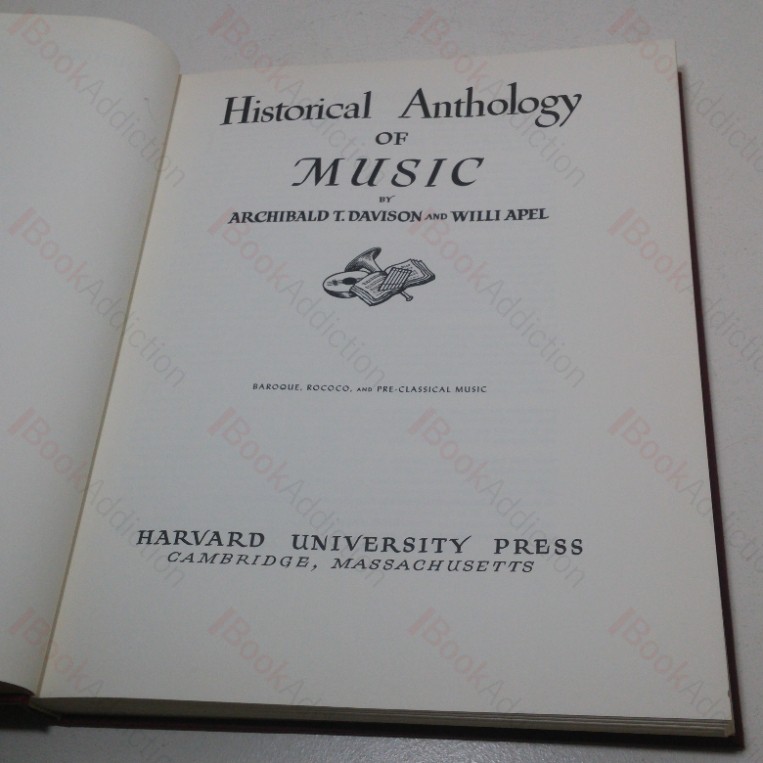 Historical Anthology
OF
MUSIC
BY
ARCHIBALD T. DAVISON AND WILLI APEL
BAROQUE, ROCOCO, AND PRE-CLASSICAL MUSIC
HARVARD UNIVERSITY PRESS
CAMBRIDGE, MASSACHUSETTS
BookAddiction